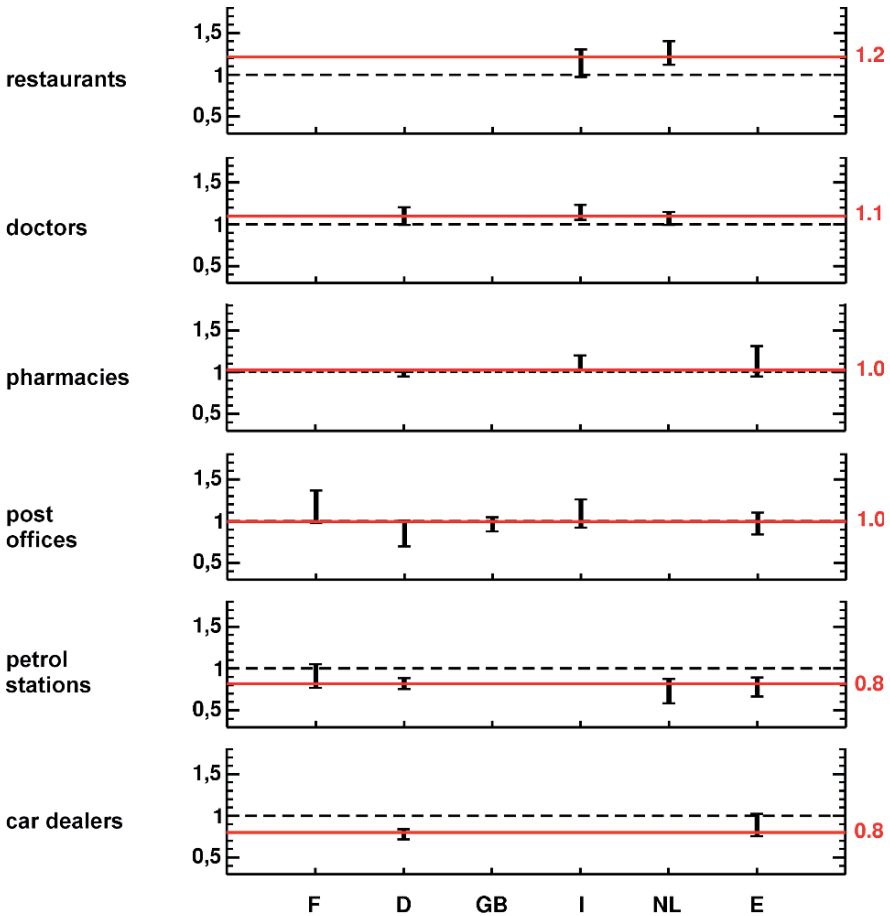 1,5
1.2
restaurants
1
0,5
1,5
1.1
doctors
1
0,5
1,5
pharmacies
1
1.0
0,5
1,5
post
offices
1
1.0
0,5
1,5
petrol
stations
1
0.8
0,5
1,5
car dealers
1
0.8
0,5
F D GB I NL E